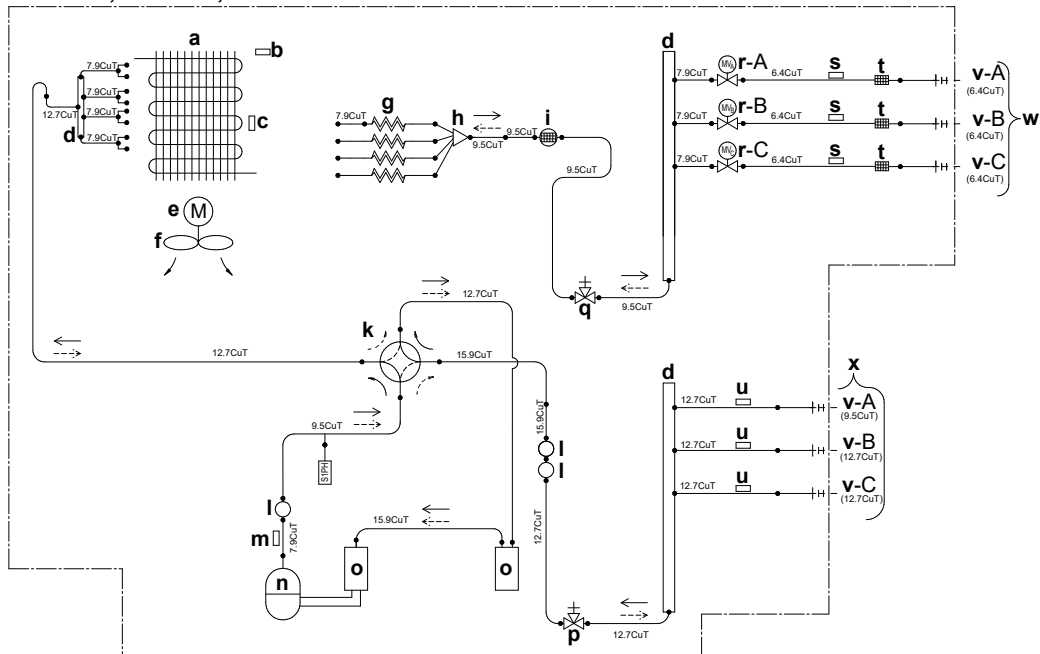 a
b
7.9CuT
7.9CuT
7.9CuT
7.9CuT
12.7CuT
d
c
e M
f
g
7.9CuT
h
9.5CuT
9.5CuT
i
9.5CuT
q
9.5CuT
d
7.9CuT
MVA
r-A
6.4CuT
s
t
v-A
(6.4CuT)
7.9CuT
MVB
r-B
6.4CuT
s
t
v-B
(6.4CuT)
w
7.9CuT
MVC
r-C
6.4CuT
s
t
v-C
(6.4CuT)
12.7CuT
k
12.7CuT
15.9CuT
15.9CuT
l
l
12.7CuT
9.5CuT
S1PH
l
m
7.9CuT
15.9CuT
n
o
o
p
12.7CuT
d
x
12.7CuT
u
v-A
(9.5CuT)
12.7CuT
u
v-B
(12.7CuT)
12.7CuT
u
v-C
(12.7CuT)